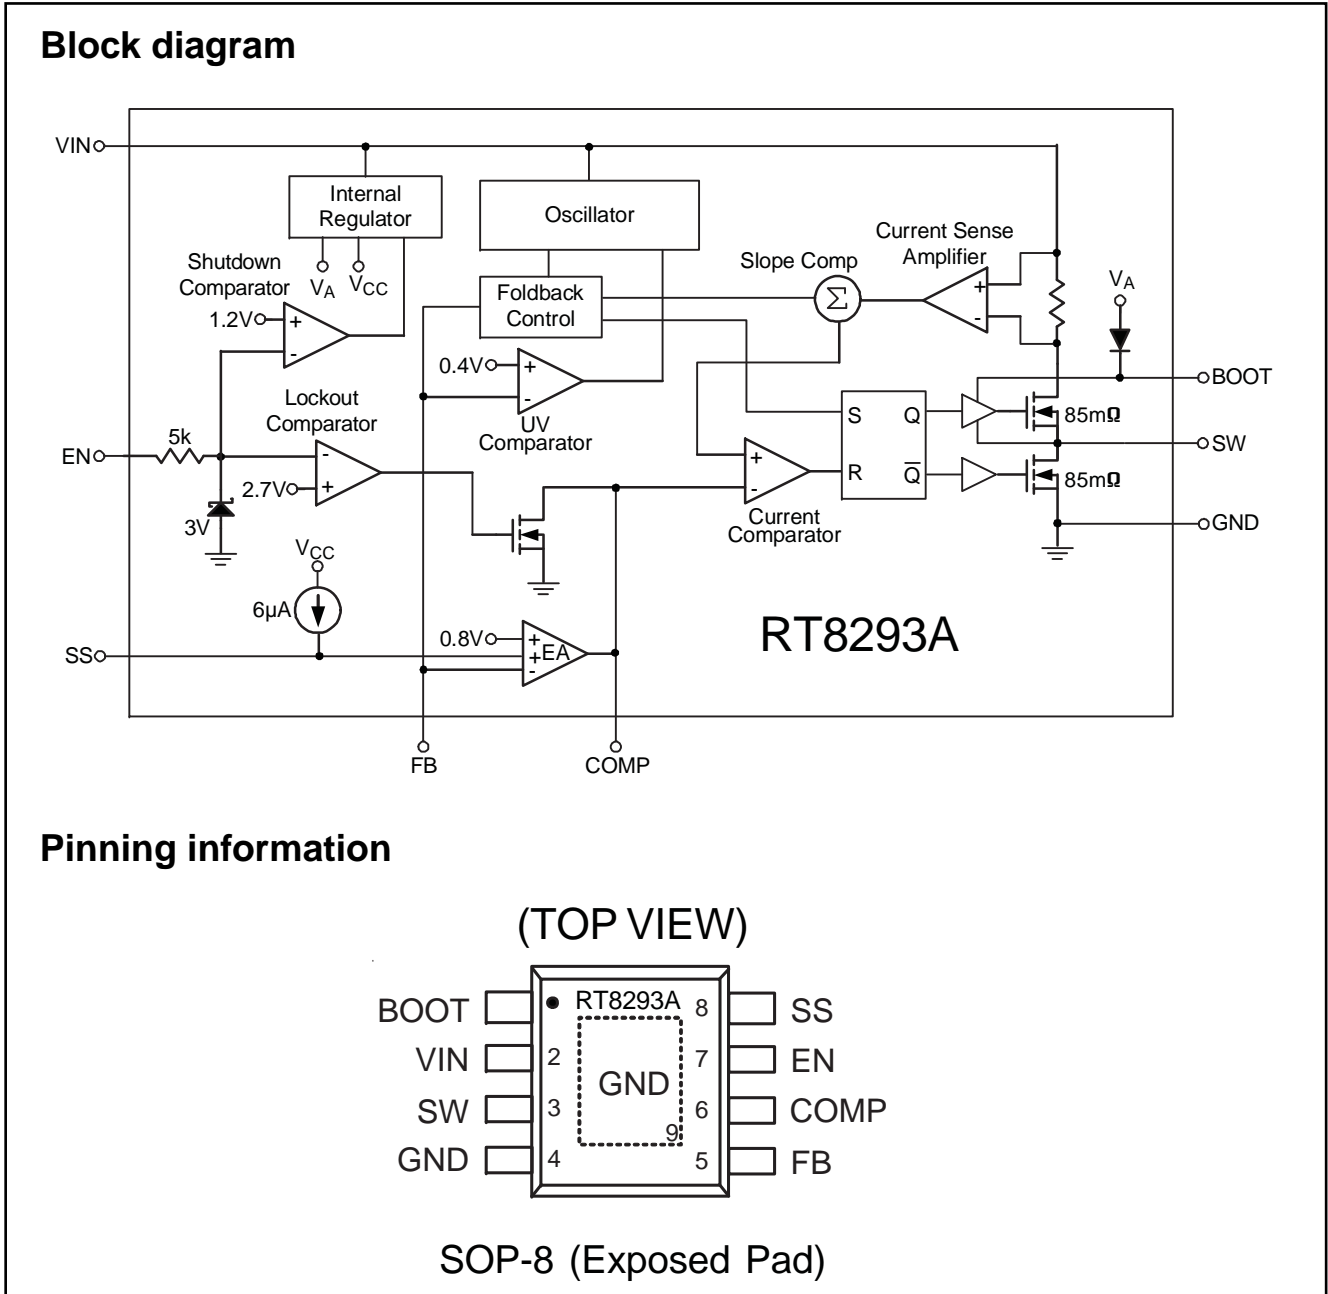 Block diagram
VIN
Internal
Regulator
Oscillator
Current Sense
Amplifier
Shutdown
Comparator
VA
VCC
Slope Comp
Foldback
Control
Σ
+
-
VA
1.2V
+
-
0.4V
+
-
UV
Comparator
BOOT
Lockout
Comparator
S
Q
85mΩ
5k
EN
-
+
2.7V
+
-
R
Q̅
SW
85mΩ
3V
Current
Comparator
GND
VCC
6µA
0.8V
+
+EA
-
SS
RT8293A
FB
COMP
Pinning information
(TOP VIEW)
BOOT
RT8293A
8
SS
VIN
2
7
EN
GND
SW
3
6
COMP
9
GND
4
5
FB
SOP-8 (Exposed Pad)